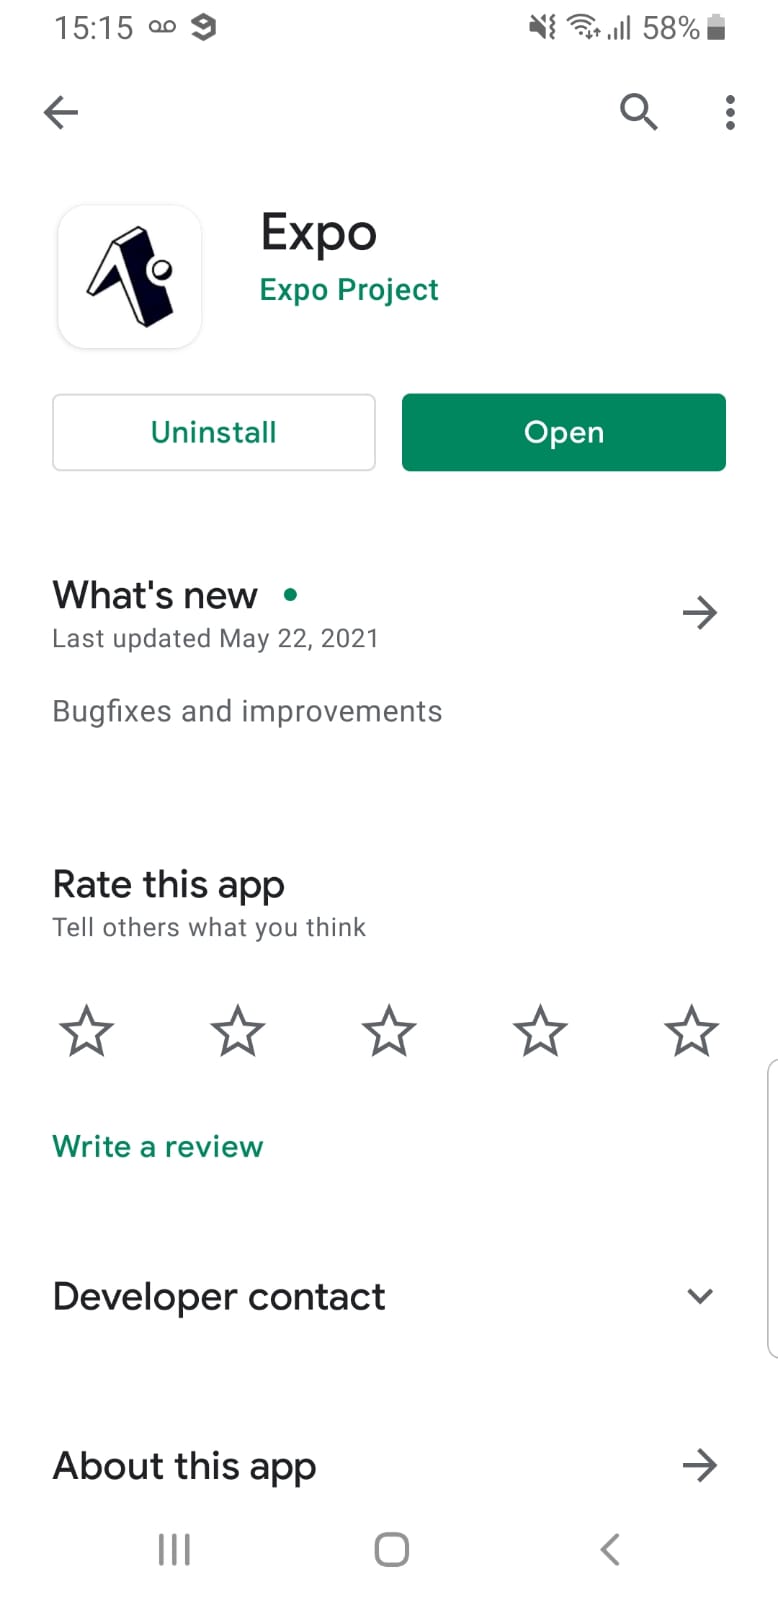 15:15 58%
Expo
Expo Project
Uninstall Open
What's new
Last updated May 22, 2021
Bugfixes and improvements
Rate this app
Tell others what you think
Write a review
Developer contact
About this app